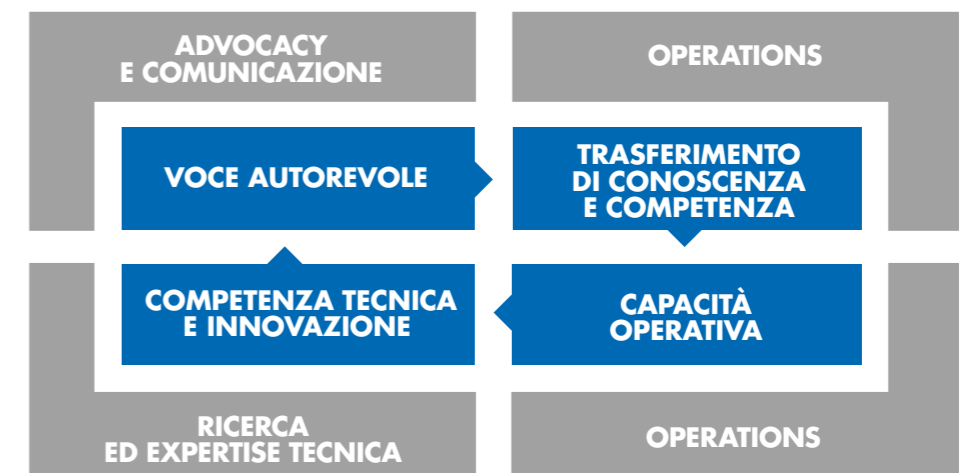 ADVOCACY
E COMUNICAZIONE
OPERATIONS
VOCE AUTOREVOLE
TRASFERIMENTO
DI CONOSCENZA
E COMPETENZA
COMPETENZA TECNICA
E INNOVAZIONE
CAPACITÀ
OPERATIVA
RICERCA
ED EXPERTISE TECNICA
OPERATIONS